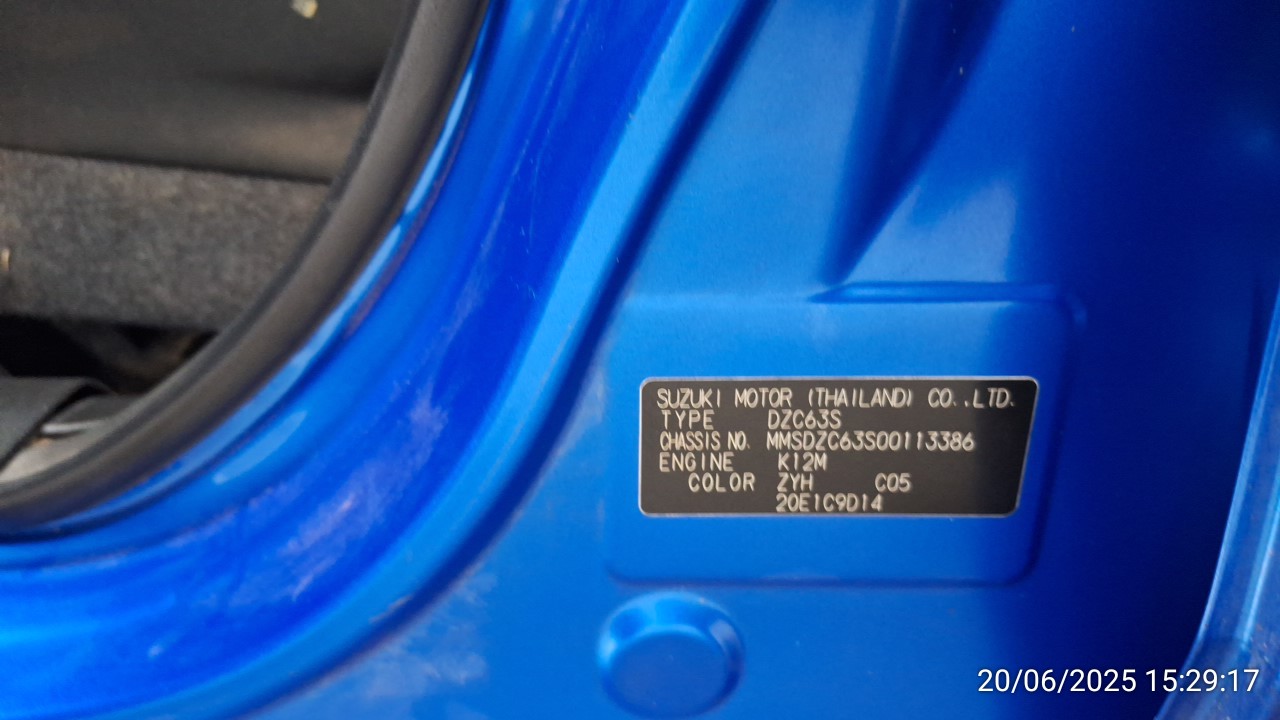 SUZUKI MOTOR (THAILAND) CO.,LTD.
TYPE DZC63S
CHASSIS NO. MMSDZC63S00113386
ENGINE K12M
COLOR ZYH C05
20E1C9D14
20/06/2025 15:29:17